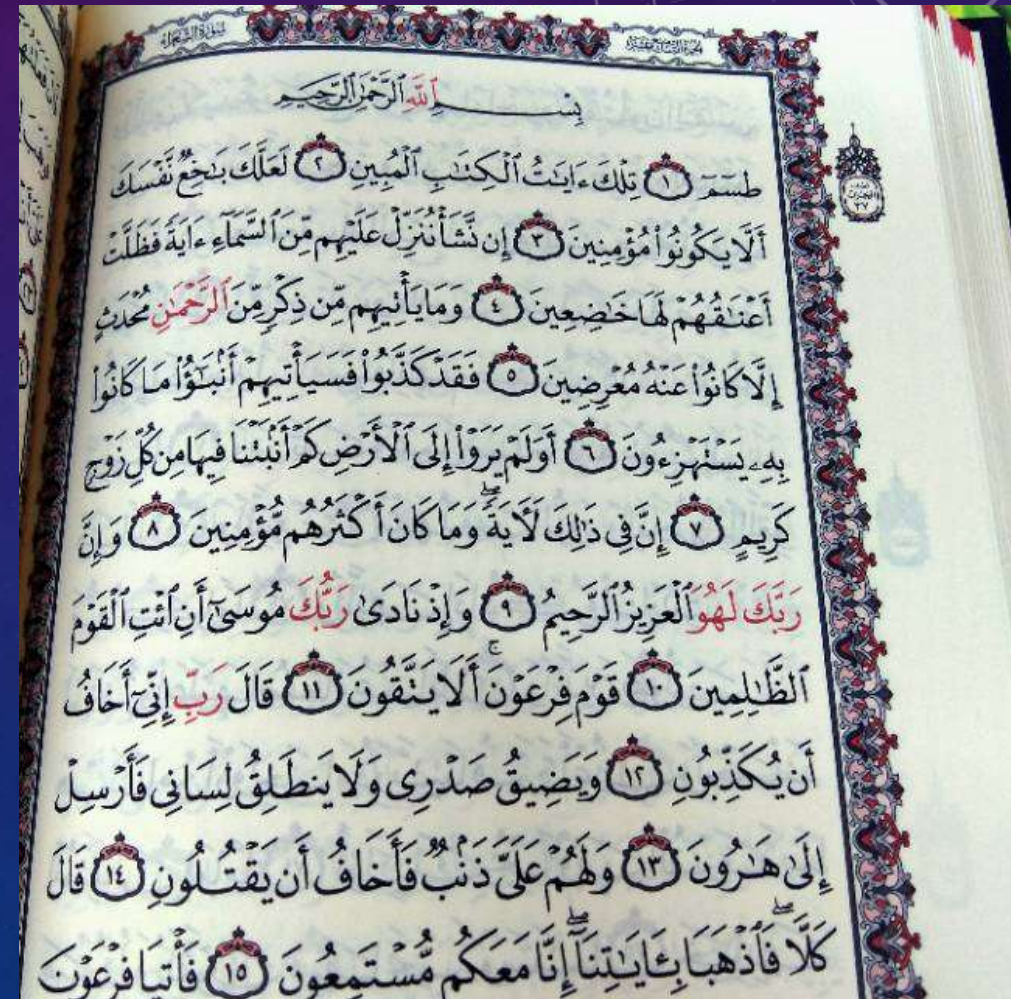 سورة الشعراء
بِسْمِ ٱللَّهِ ٱلرَّحْمَٰنِ ٱلرَّحِيمِ
طسٓمٓ ١ تِلْكَ ءَايَٰتُ ٱلْكِتَٰبِ ٱلْمُبِينِ ٢ لَعَلَّكَ بَٰخِعٌ نَّفْسَكَ
أَلَّا يَكُونُوا۟ مُؤْمِنِينَ ٣ إِن نَّشَأْ نُنَزِّلْ عَلَيْهِم مِّنَ ٱلسَّمَآءِ ءَايَةً فَظَلَّتْ
أَعْنَٰقُهُمْ لَهَا خَٰضِعِينَ ٤ وَمَا يَأْتِيهِم مِّن ذِكْرٍ مِّنَ ٱلرَّحْمَٰنِ مُحْدَثٍ
إِلَّا كَانُوا۟ عَنْهُ مُعْرِضِينَ ٥ فَقَدْ كَذَّبُوا۟ فَسَيَأْتِيهِمْ أَنۢبَٰٓؤُا۟ مَا كَانُوا۟
بِهِۦ يَسْتَهْزِءُونَ ٦ أَوَلَمْ يَرَوْا۟ إِلَى ٱلْأَرْضِ كَمْ أَنۢبَتْنَا فِيهَا مِن كُلِّ زَوْجٍ
كَرِيمٍ ٧ إِنَّ فِى ذَٰلِكَ لَءَايَةً ۖ وَمَا كَانَ أَكْثَرُهُم مُّؤْمِنِينَ ٨ وَإِنَّ
رَبَّكَ لَهُوَ ٱلْعَزِيزُ ٱلرَّحِيمُ ٩ وَإِذْ نَادَىٰ رَبُّكَ مُوسَىٰٓ أَنِ ٱئْتِ ٱلْقَوْمَ
ٱلظَّٰلِمِينَ ١٠ قَوْمَ فِرْعَوْنَ ۚ أَلَا يَتَّقُونَ ١١ قَالَ رَبِّ إِنِّىٓ أَخَافُ
أَن يُكَذِّبُونِ ١٢ وَيَضِيقُ صَدْرِى وَلَا يَنطَلِقُ لِسَانِى فَأَرْسِلْ
إِلَىٰ هَٰرُونَ ١٣ وَلَهُمْ عَلَىَّ ذَنۢبٌ فَأَخَافُ أَن يَقْتُلُونِ ١٤ قَالَ
كَلَّا ۖ فَٱذْهَبَا بِـَٔايَٰتِنَآ ۖ إِنَّا مَعَكُم مُّسْتَمِعُونَ ١٥ فَأْتِيَا فِرْعَوْنَ